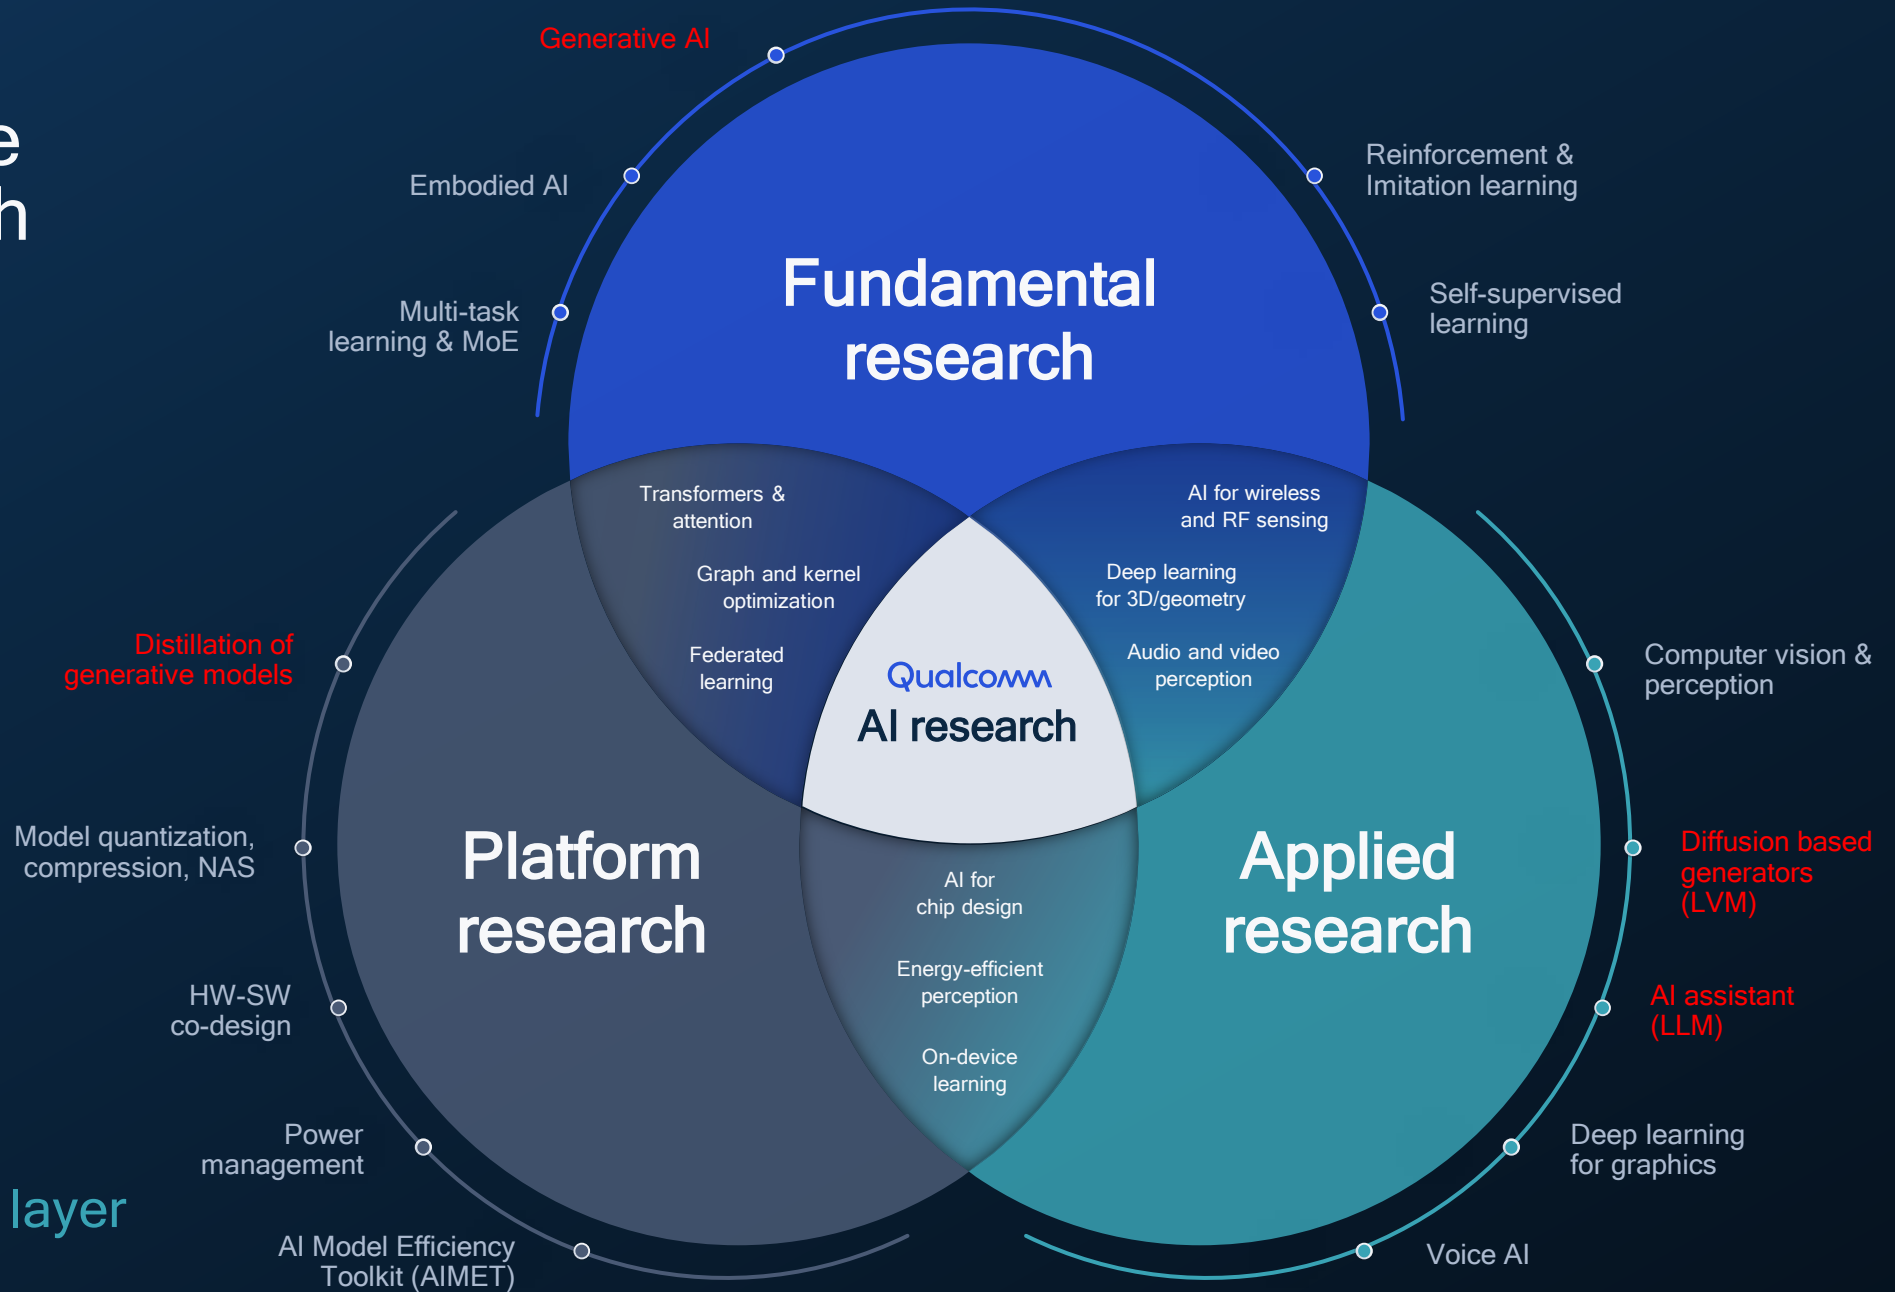 Generative AI
e
h
Embodied AI
Multi-task
learning & MoE
Reinforcement &
Imitation learning
Self-supervised
learning
Fundamental
research
Transformers &
attention
Graph and kernel
optimization
Federated
learning
AI for wireless
and RF sensing
Deep learning
for 3D/geometry
Audio and video
perception
Qualcomm
AI research
Distillation of
generative models
Model quantization,
compression, NAS
HW-SW
co-design
Power
management
AI Model Efficiency
Toolkit (AIMET)
Platform
research
AI for
chip design
Energy-efficient
perception
On-device
learning
Applied
research
Computer vision &
perception
Diffusion based
generators
(LVM)
AI assistant
(LLM)
Deep learning
for graphics
Voice AI
layer